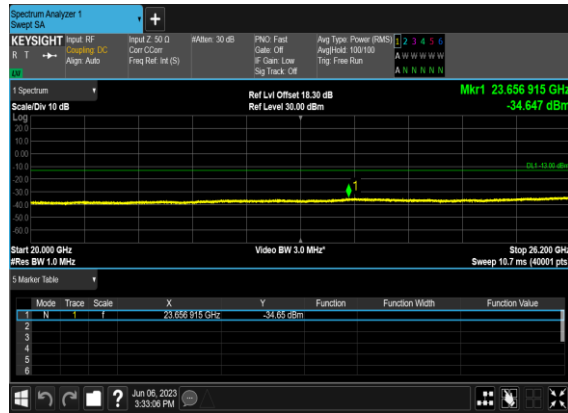 Spectrum Analyzer 1
Swept SA
+
KEYSIGHT Input: RF Input Z: 50 Ω #Atten: 30 dB PNO: Fast Avg Type: Power (RMS) 1 2 3 4 5 6
R T Coupling: DC Corr CCorr Gate: Off Avg|Hold: 100/100 A W W W W W
Align: Auto Freq Ref: Int (S) IF Gain: Low Trig: Free Run
Sig Track: Off A N N N N N
1 Spectrum Ref Lvl Offset 18.30 dB Mkr1 23.656 915 GHz
Scale/Div 10 dB Ref Level 30.00 dBm -34.647 dBm
Log
20.0
10.0
0.00
-10.0 DL1 -13.00 dBm
-20.0
-30.0 1
-40.0
-50.0
-60.0
Start 20.000 GHz Video BW 3.0 MHz* Stop 26.200 GHz
#Res BW 1.0 MHz Sweep 10.7 ms (40001 pts)
5 Marker Table
Mode Trace Scale X Y Function Function Width Function Value
1 N 1 f 23.656 915 GHz -34.65 dBm
2
3
4
5
6
? Jun 06, 2023
3:33:06 PM